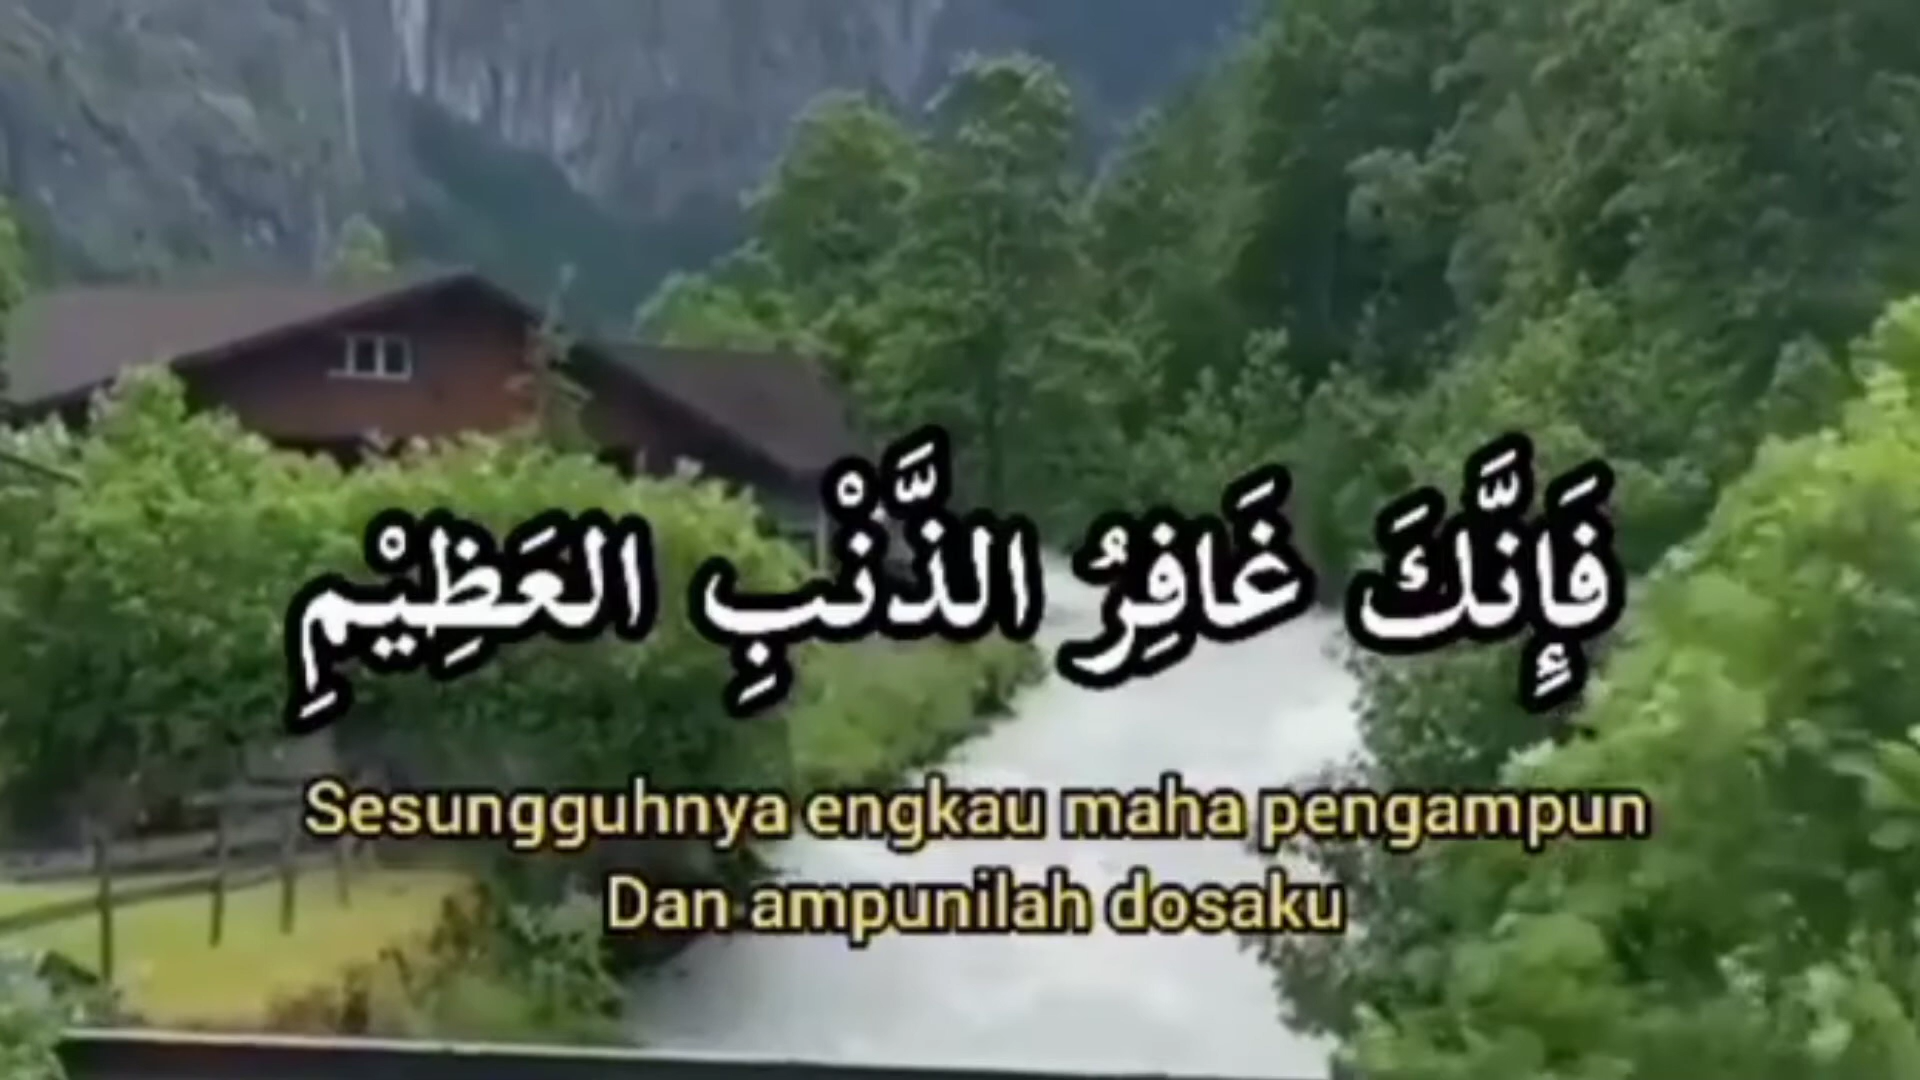 فَإِنَّكَ غَافِرُ الذَّنْبِ العَظِيْمِ
Sesungguhnya engkau maha pengampun
Dan ampunilah dosaku